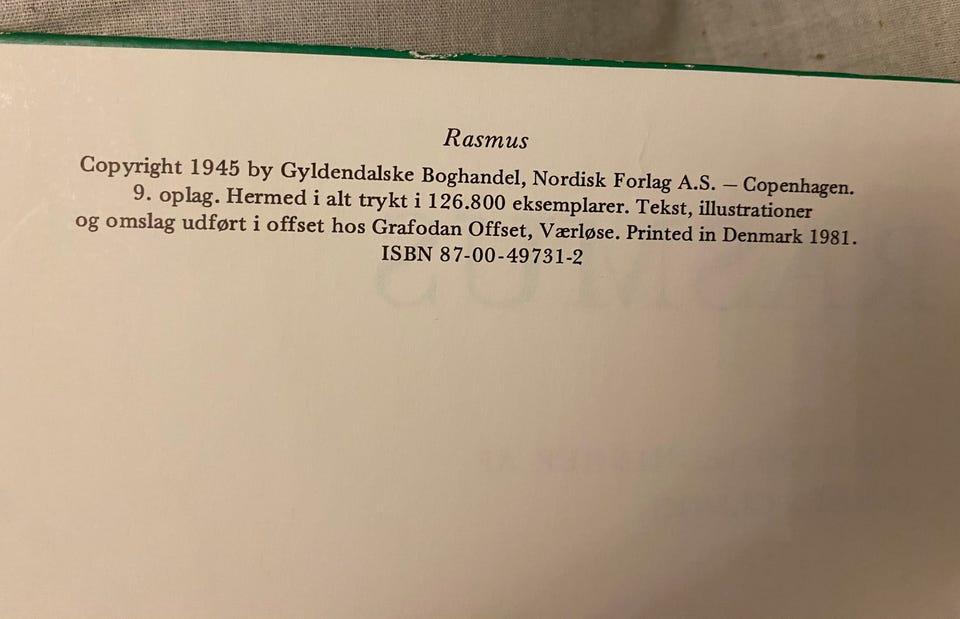 Rasmus
Copyright 1945 by Gyldendalske Boghandel, Nordisk Forlag A.S. – Copenhagen.
9. oplag. Hermed i alt trykt i 126.800 eksemplarer. Tekst, illustrationer
og omslag udført i offset hos Grafodan Offset, Værløse. Printed in Denmark 1981.
ISBN 87-00-49731-2